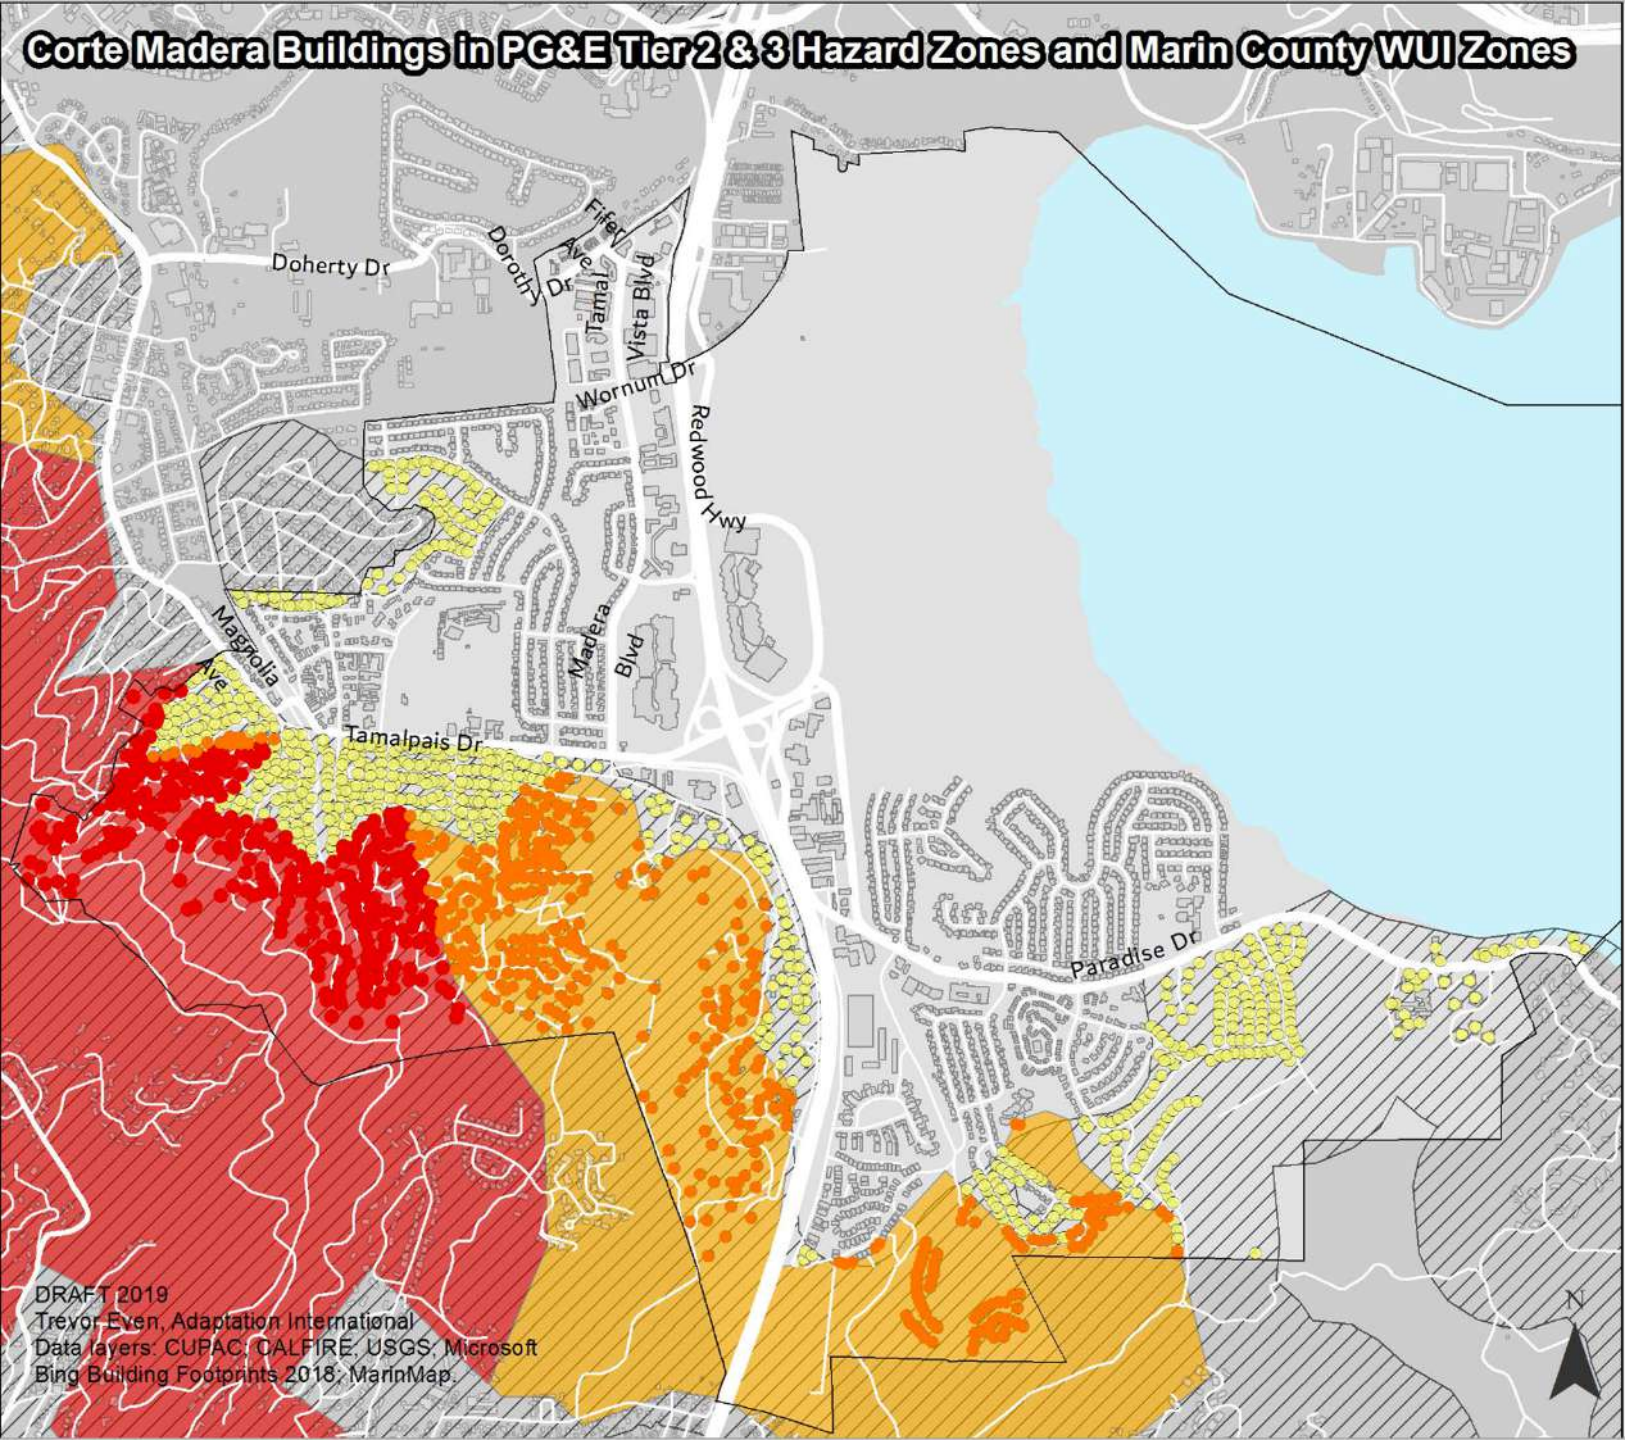 Corte Madera Buildings in PG&E Tier 2 & 3 Hazard Zones and Marin County WUI Zones
Fifer
Ave
Doherty Dr
Dorothy Dr
Tamal
Vista Blvd
Wornum Dr
Redwood Hwy
Magnolia
Ave
Madera
Blvd
Tamalpais Dr
Paradise Dr
DRAFT 2019
Trevor Even, Adaptation International
Data layers: CUPAC; CALFIRE; USGS; Microsoft
Bing Building Footprints 2018; MarinMap.
N